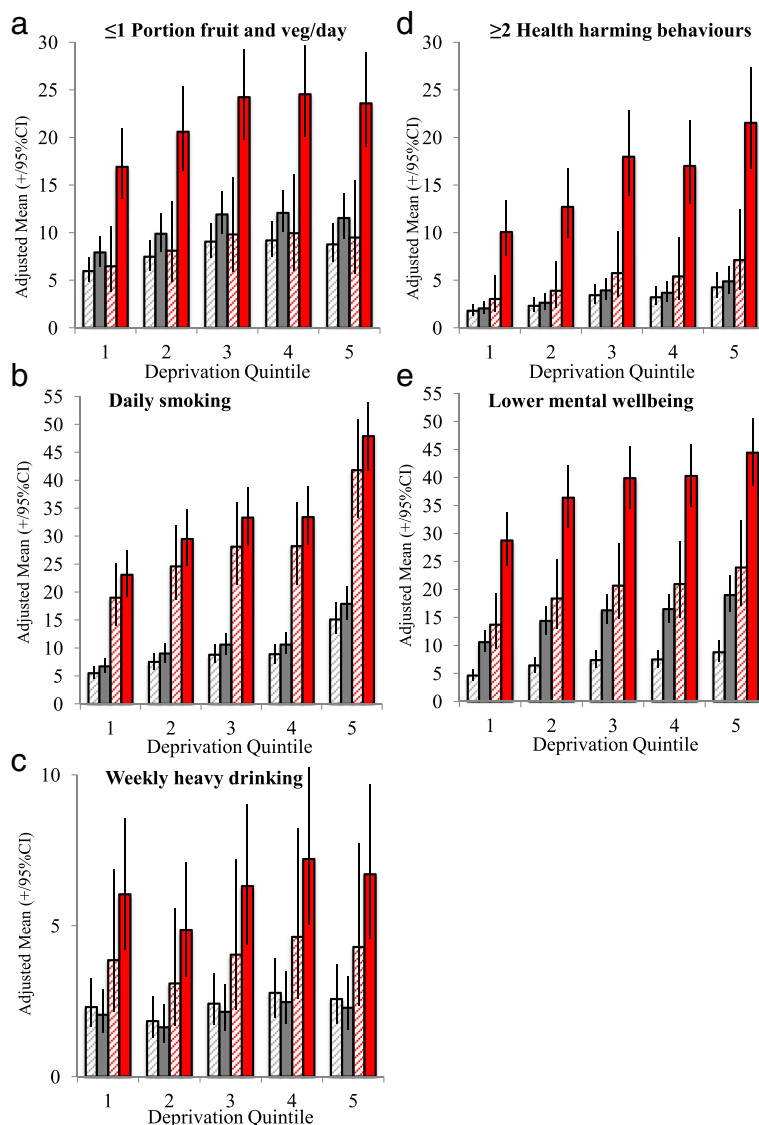 a
≤1 Portion fruit and veg/day
30
25
20
15
10
5
0
Adjusted Mean (+/95%CI)
1 2 3 4 5
Deprivation Quintile
b
Daily smoking
55
50
45
40
35
30
25
20
15
10
5
0
Adjusted Mean (+/95%CI)
1 2 3 4 5
Deprivation Quintile
c
Weekly heavy drinking
10
5
0
Adjusted Mean (+/95%CI)
1 2 3 4 5
Deprivation Quintile
d
≥2 Health harming behaviours
30
25
20
15
10
5
0
Adjusted Mean (+/95%CI)
1 2 3 4 5
Deprivation Quintile
e
Lower mental wellbeing
55
50
45
40
35
30
25
20
15
10
5
0
Adjusted Mean (+/95%CI)
1 2 3 4 5
Deprivation Quintile